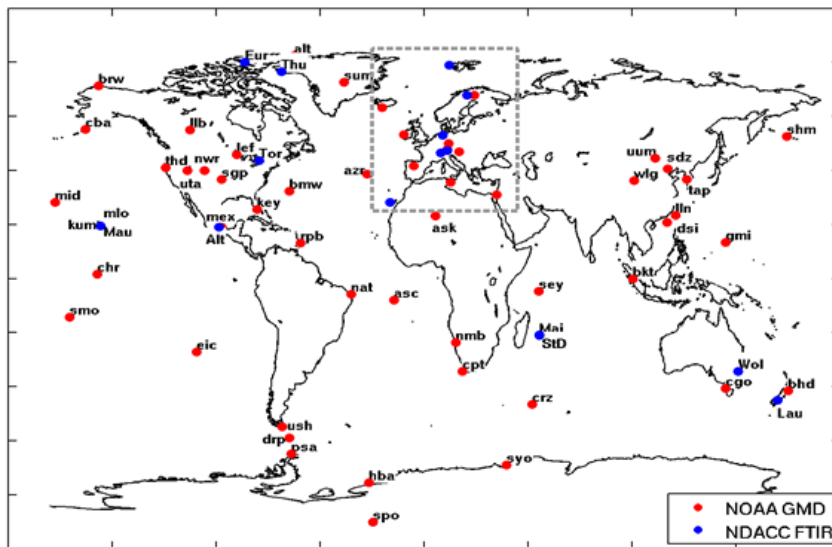 Eur
alt
Thu
brw
sum
cba
llb
shm
lef
Tor
uum
sdz
thd
nwr
azr
wlg
uta
sgp
tap
bmw
mid
key
lln
mlo
mex
dsi
kum
Mau
ask
Alt
gmi
rpb
chr
bkt
sey
nat
asc
smo
Mai
nmb
StD
eic
Wol
cpt
cgo
bhd
crz
Lau
ush
drp
psa
syo
hba
spo
NOAA GMD
NDACC FTIR